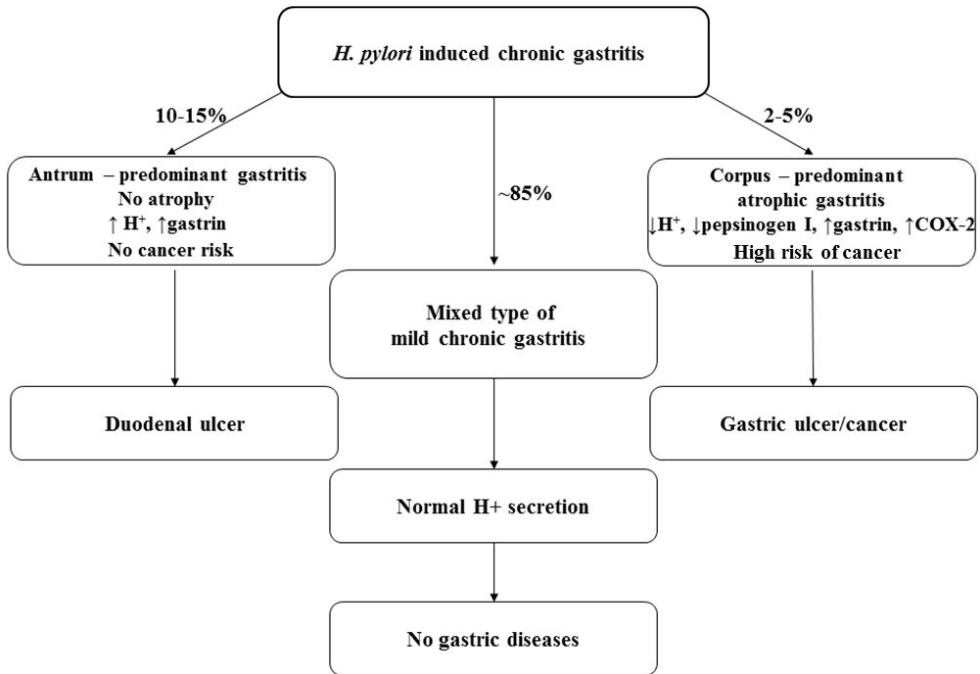 H. pylori induced chronic gastritis
10-15%
2-5%
~85%
Antrum – predominant gastritis
No atrophy
↑ H⁺, ↑gastrin
No cancer risk
Corpus – predominant
atrophic gastritis
↓H⁺, ↓pepsinogen I, ↑gastrin, ↑COX-2
High risk of cancer
Mixed type of
mild chronic gastritis
Duodenal ulcer
Gastric ulcer/cancer
Normal H+ secretion
No gastric diseases